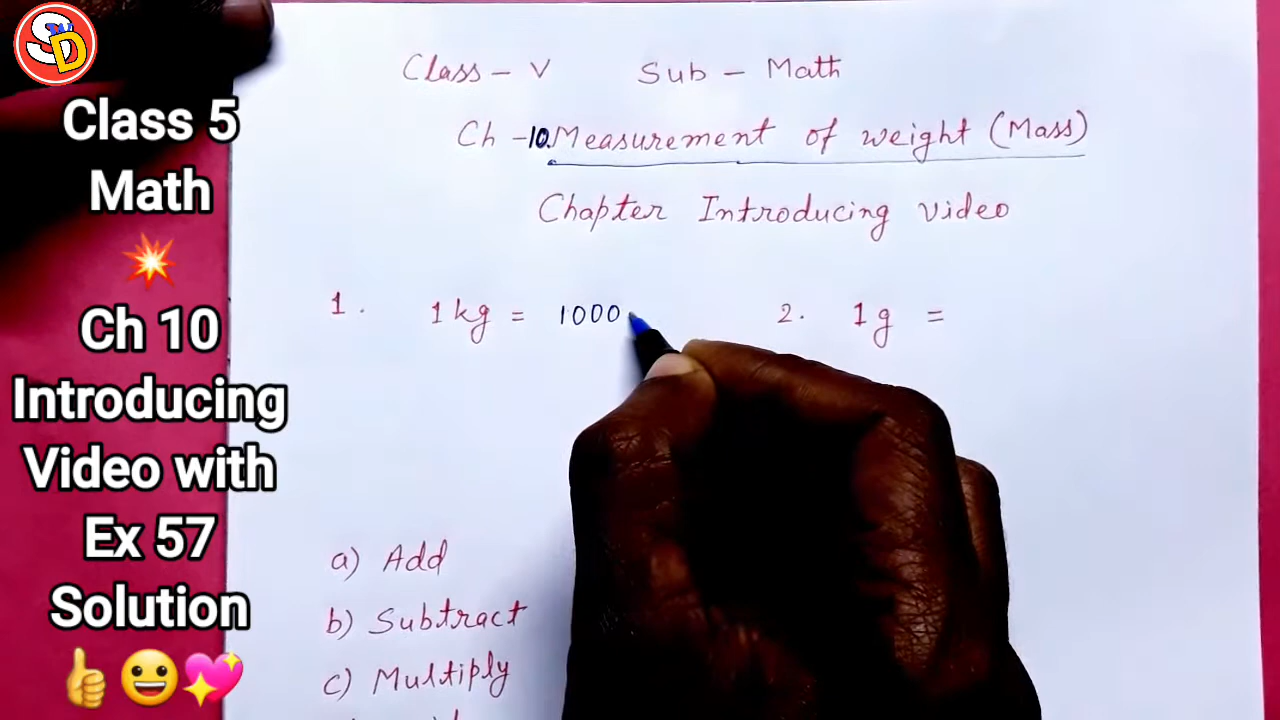 SD
Class 5
Math
💥
Ch 10
Introducing
Video with
Ex 57
Solution
👍😀💖
Class - V Sub - Math
Ch - 10. Measurement of weight (Mass)
Chapter Introducing video
1. 1 kg = 1000 2. 1 g =
a) Add
b) Subtract
c) Multiply